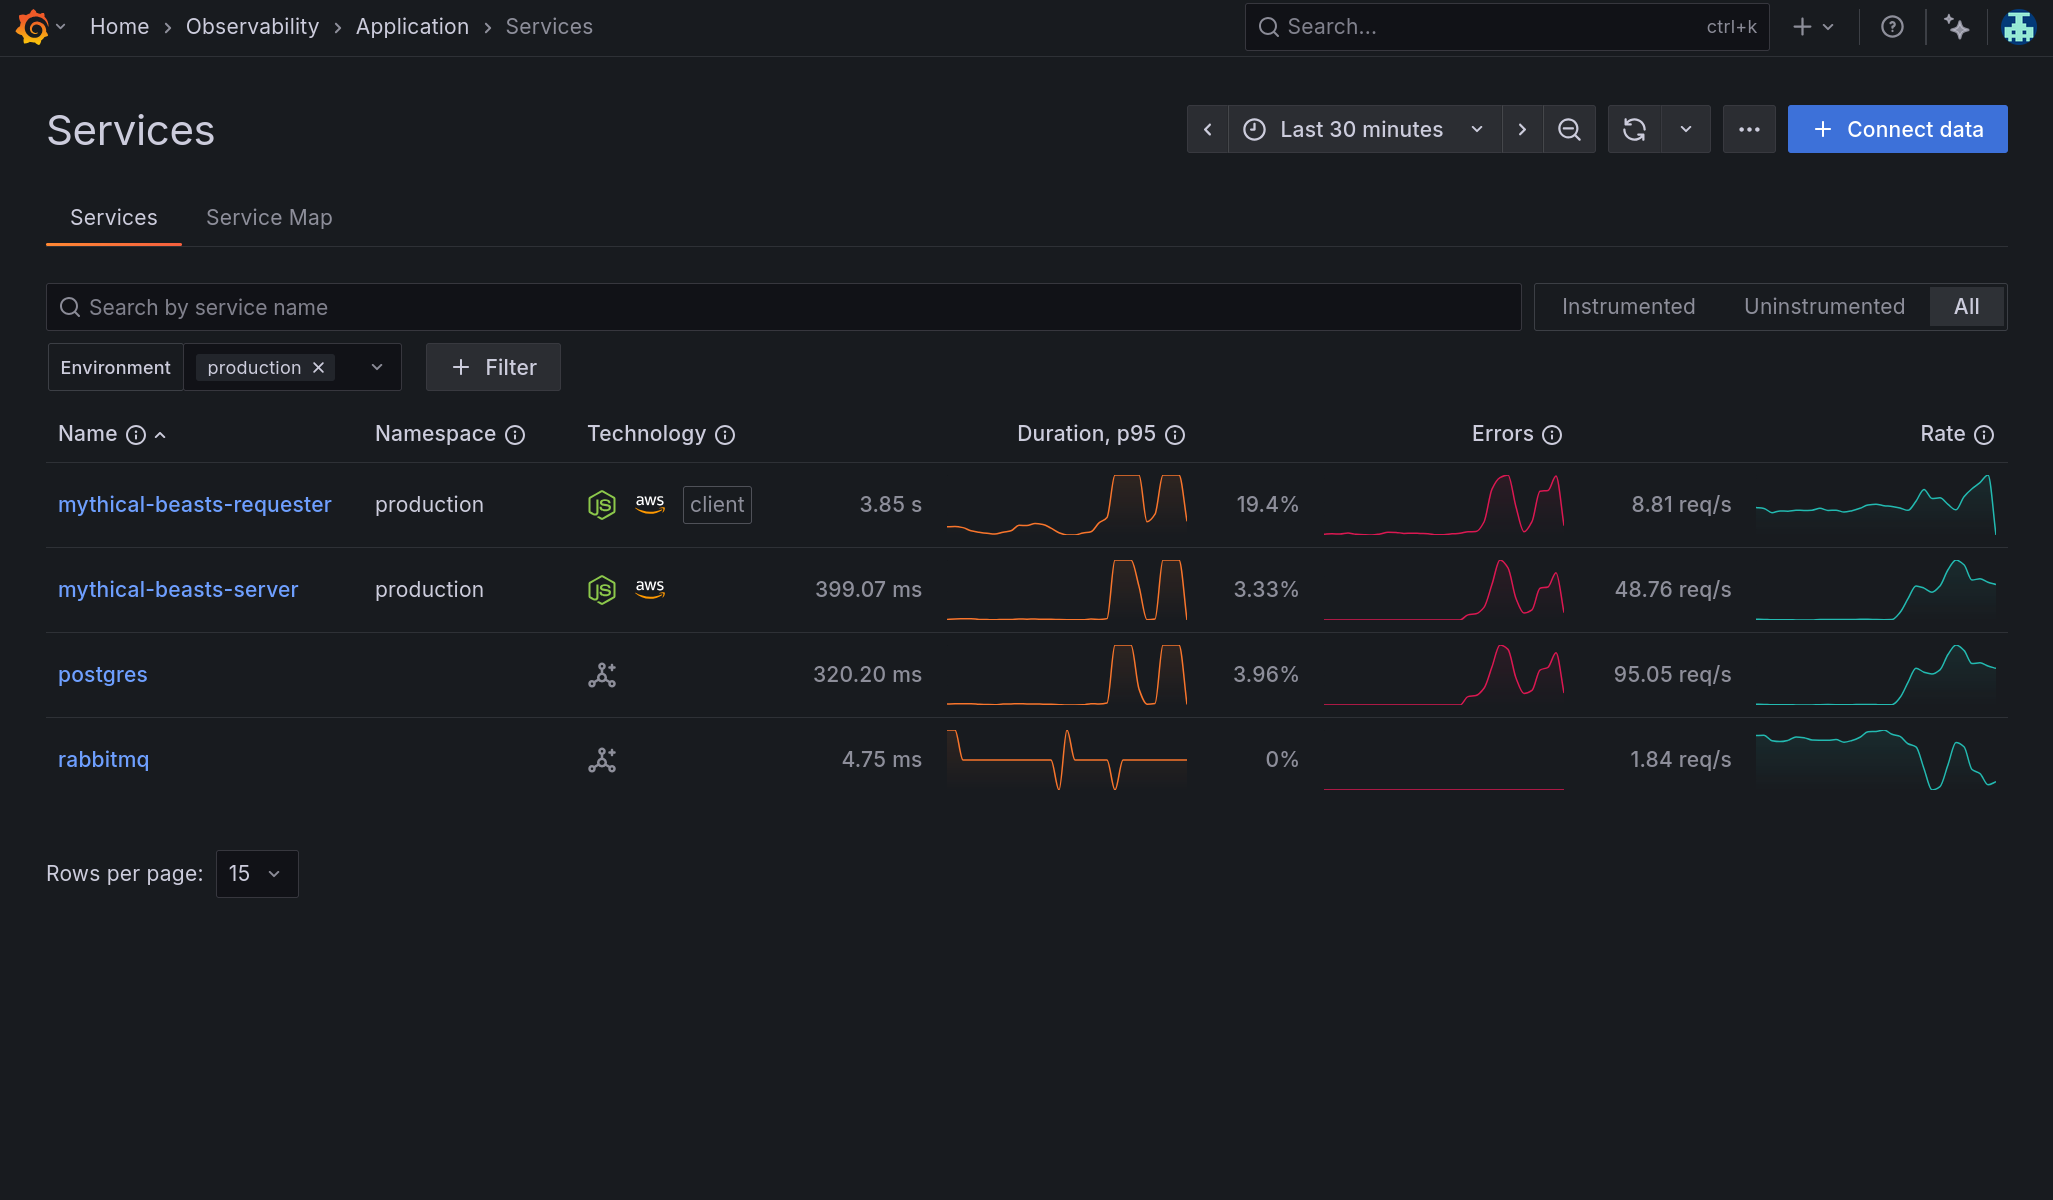 Home › Observability › Application › Services
Search... ctrl+k
Services
Last 30 minutes
Connect data
Services Service Map
Search by service name
Instrumented Uninstrumented All
Environment production Filter
Name Namespace Technology Duration, p95 Errors Rate
mythical-beasts-requester production JS aws client 3.85 s 19.4% 8.81 req/s
mythical-beasts-server production JS aws 399.07 ms 3.33% 48.76 req/s
postgres 320.20 ms 3.96% 95.05 req/s
rabbitmq 4.75 ms 0% 1.84 req/s
Rows per page: 15